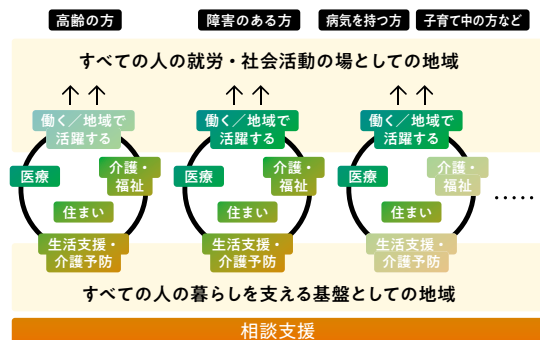 高齢の方
障害のある方
病気を持つ方
子育て中の方など
すべての人の就労・社会活動の場としての地域
働く／地域で
活躍する
医療
介護・
福祉
住まい
生活支援・
介護予防
働く／地域で
活躍する
医療
介護・
福祉
住まい
生活支援・
介護予防
働く／地域で
活躍する
医療
介護・
福祉
住まい
生活支援・
介護予防
・・・・・
すべての人の暮らしを支える基盤としての地域
相談支援